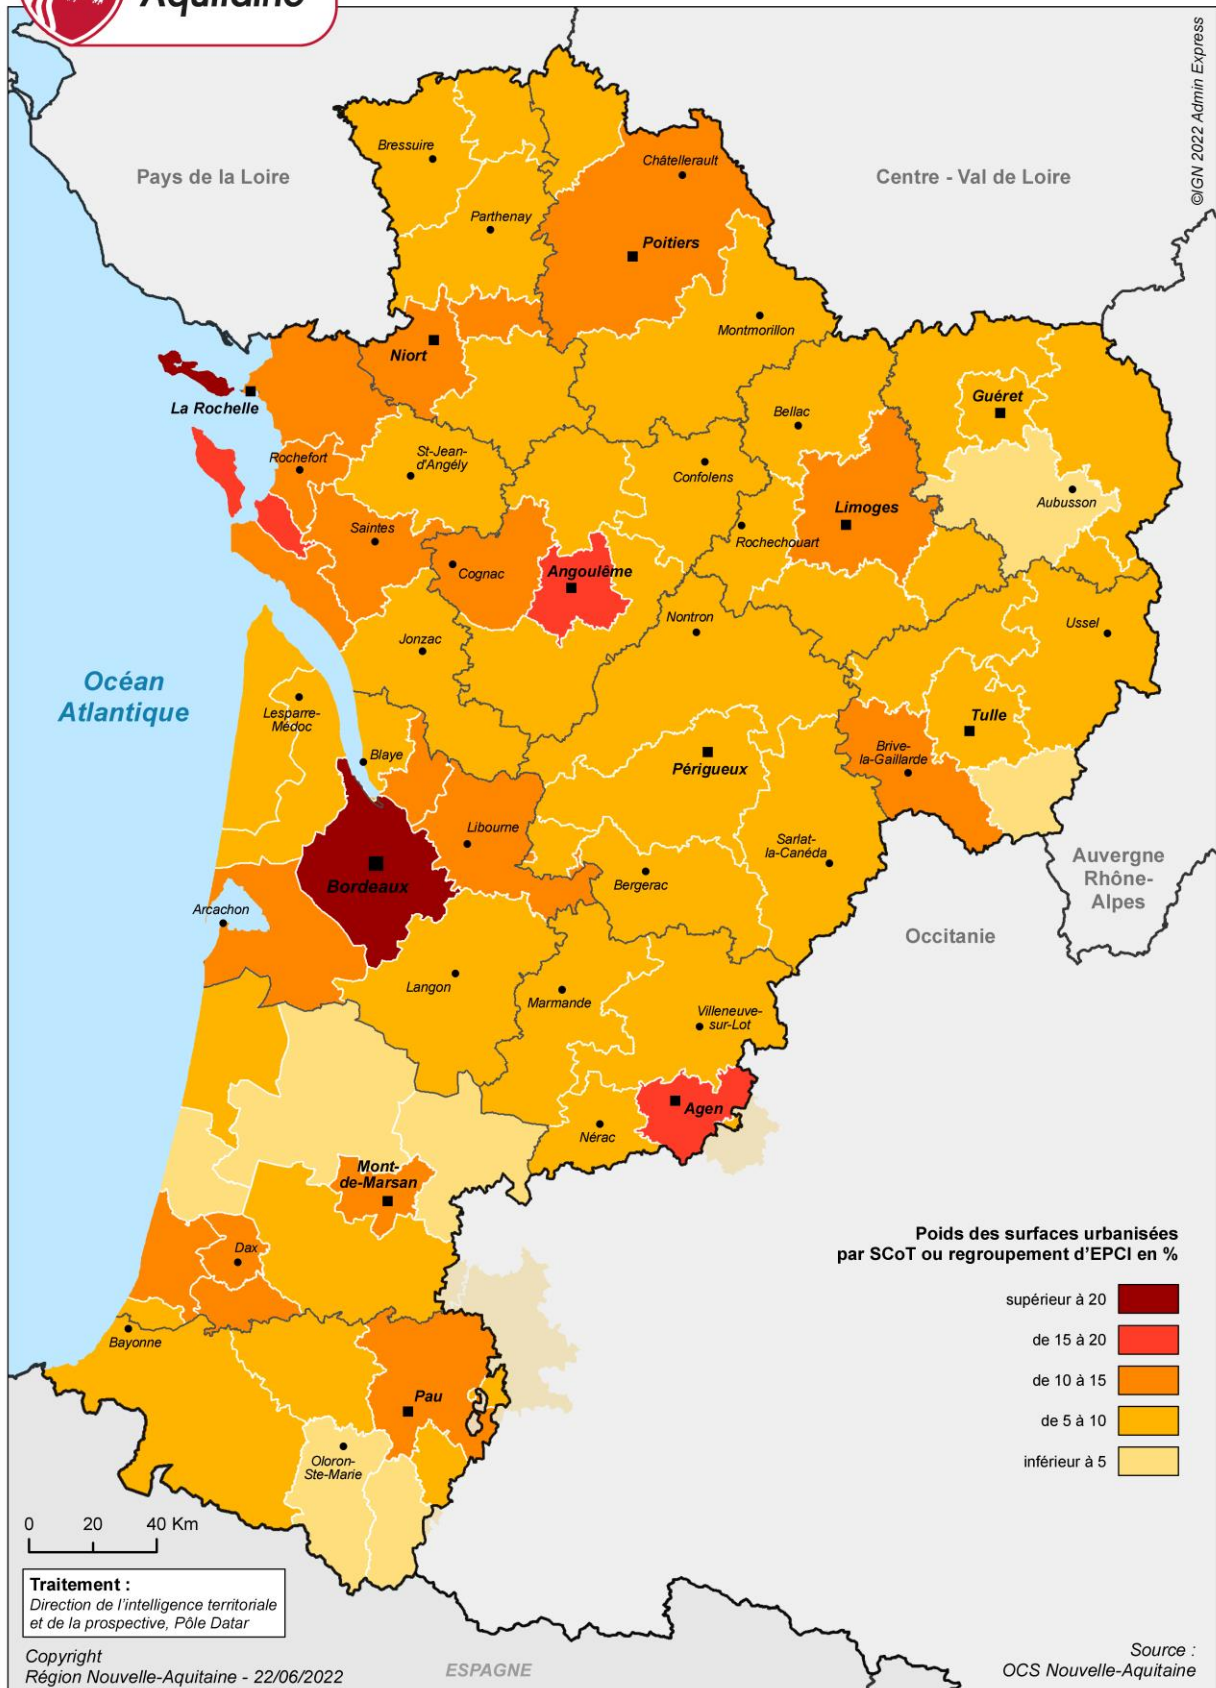 Aquitaine
©IGN 2022 Admin Express
Pays de la Loire
Centre - Val de Loire
Bressuire
Châtellerault
Parthenay
Poitiers
Montmorillon
Niort
La Rochelle
Guéret
Bellac
Rochefort
St-Jean-
d'Angély
Confolens
Aubusson
Limoges
Saintes
Rochechouart
Cognac
Angoulême
Nontron
Ussel
Jonzac
Océan
Atlantique
Lesparre-
Médoc
Tulle
Blaye
Périgueux
Brive-
la-Gaillarde
Libourne
Sarlat-
la-Canéda
Auvergne
Rhône-
Alpes
Bordeaux
Bergerac
Arcachon
Occitanie
Langon
Marmande
Villeneuve-
sur-Lot
Agen
Nérac
Mont-
de-Marsan
Dax
Poids des surfaces urbanisées
par SCoT ou regroupement d'EPCI en %
supérieur à 20
de 15 à 20
de 10 à 15
de 5 à 10
inférieur à 5
Bayonne
Pau
Oloron-
Ste-Marie
0 20 40 Km
Traitement :
Direction de l'intelligence territoriale
et de la prospective, Pôle Datar
Copyright
Région Nouvelle-Aquitaine - 22/06/2022
ESPAGNE
Source :
OCS Nouvelle-Aquitaine